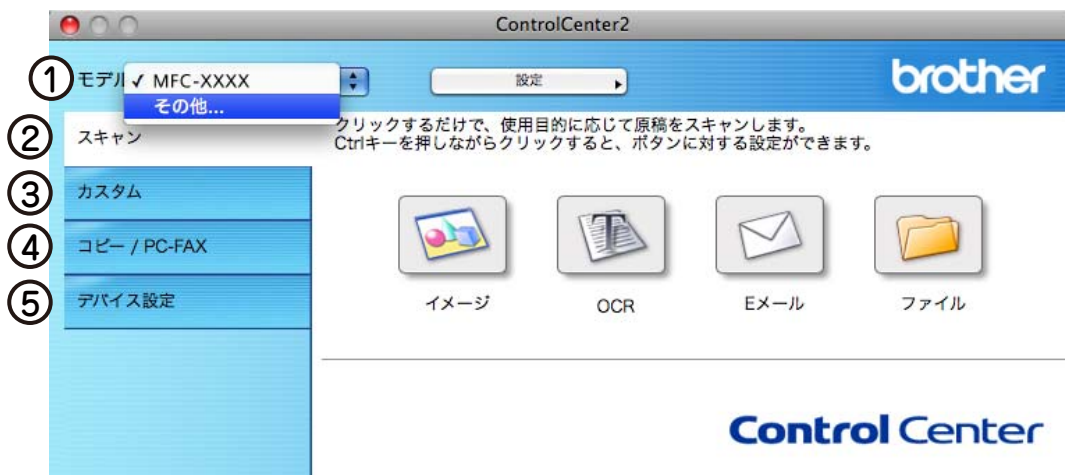 ControlCenter2
① モデル ✓ MFC-XXXX
その他...
設定
brother
② スキャン
クリックするだけで、使用目的に応じて原稿をスキャンします。
Ctrlキーを押しながらクリックすると、ボタンに対する設定ができます。
③ カスタム
④ コピー / PC-FAX
⑤ デバイス設定
イメージ
OCR
Eメール
ファイル
Control Center